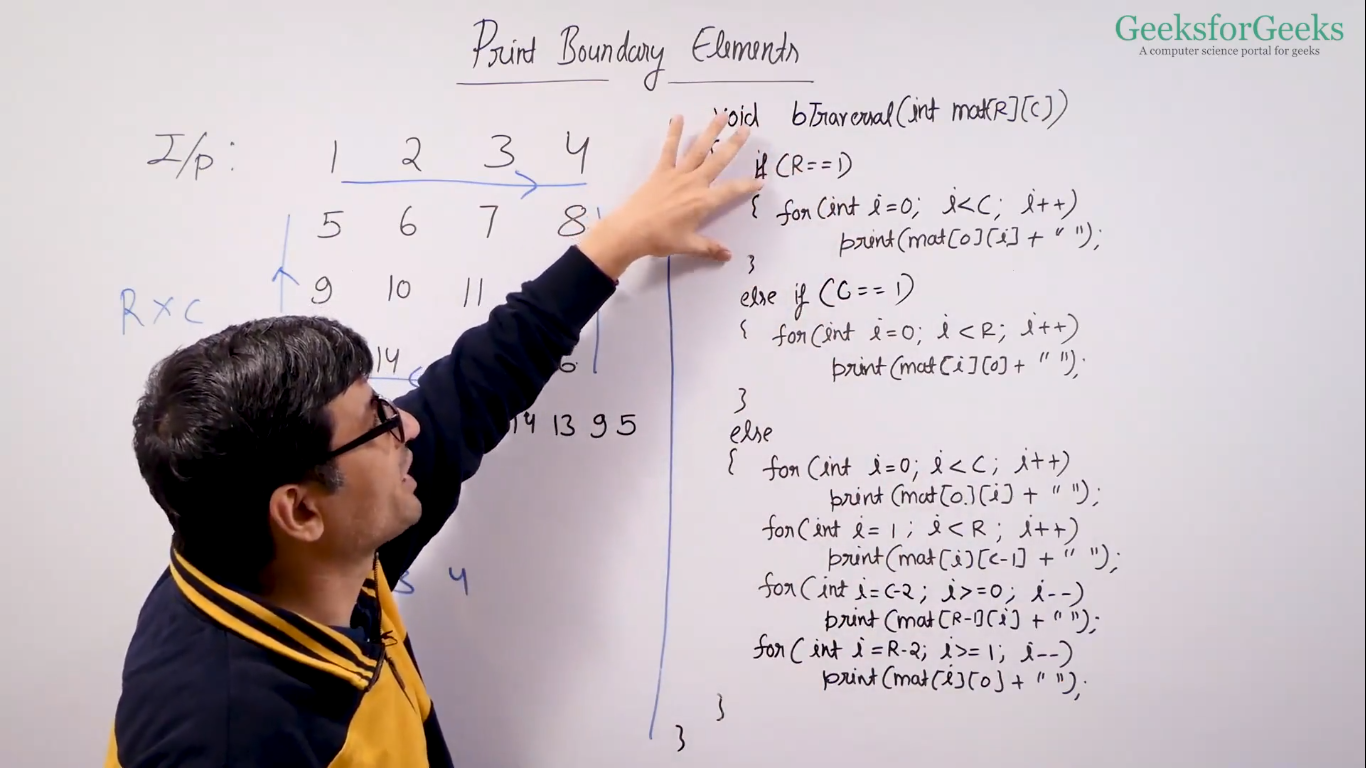 GeeksforGeeks
A computer science portal for geeks
Print Boundary Elements
I/p:
1 2 3 4
5 6 7 8
9 10 11
14
R X C
14 13 9 5
3 4
void bTraversal(int mat[R][C])
{
if (R==1)
{ for(int i=0; i<C; i++)
print(mat[0][i] + " ");
}
else if (C==1)
{ for(int i=0; i<R; i++)
print(mat[i][0] + " ");
}
else
{ for(int i=0; i<C; i++)
print(mat[0][i] + " ");
for(int i=1; i<R; i++)
print(mat[i][C-1] + " ");
for(int i=C-2; i>=0; i--)
print(mat[R-1][i] + " ");
for(int i=R-2; i>=1; i--)
print(mat[i][0] + " ");
}
}